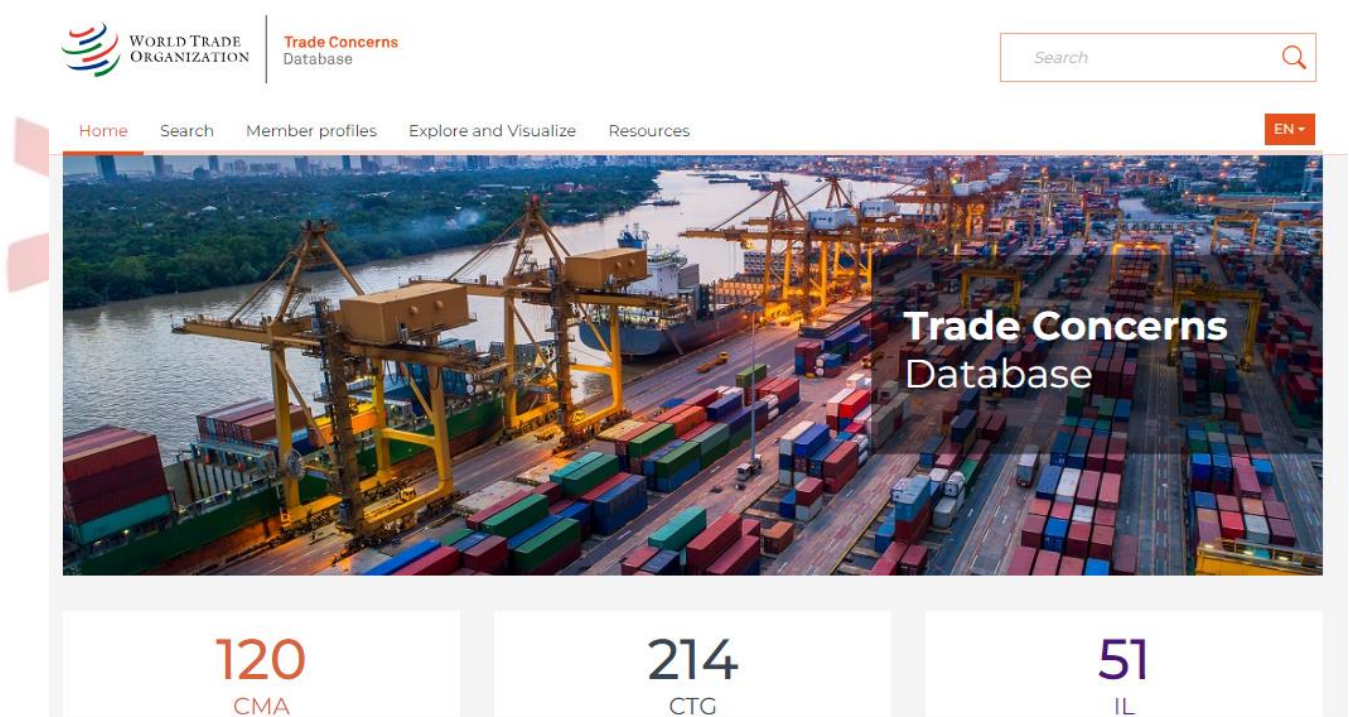 WORLD TRADE
ORGANIZATION
Trade Concerns
Database
Search
Home Search Member profiles Explore and Visualize Resources
EN
Trade Concerns
Database
120
CMA
214
CTG
51
IL